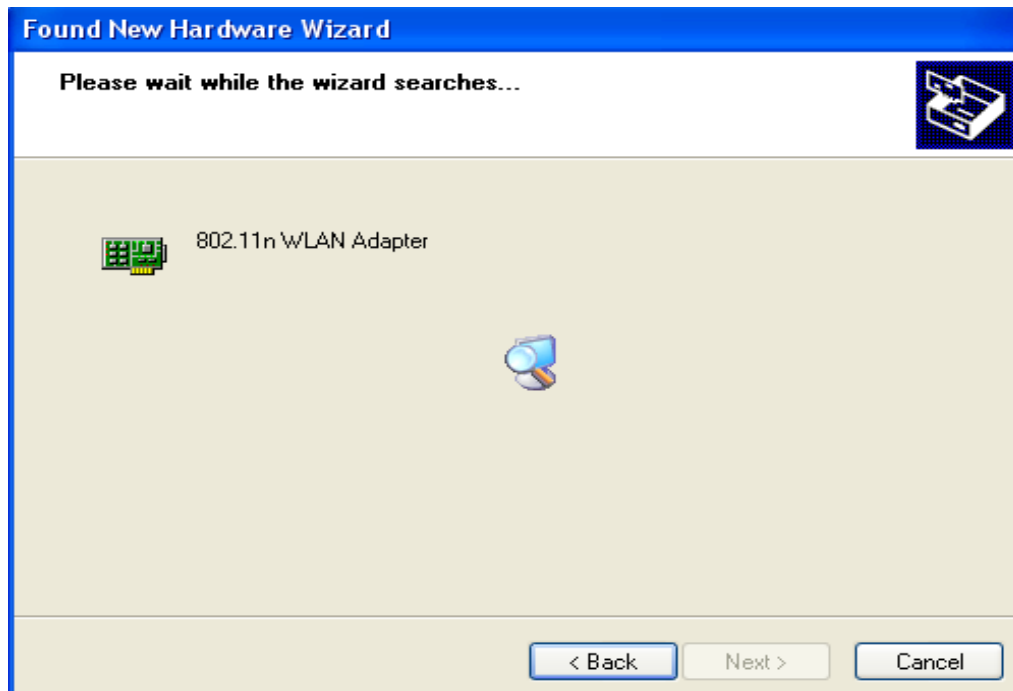 Found New Hardware Wizard
Please wait while the wizard searches...
802.11n WLAN Adapter
< Back
Next >
Cancel